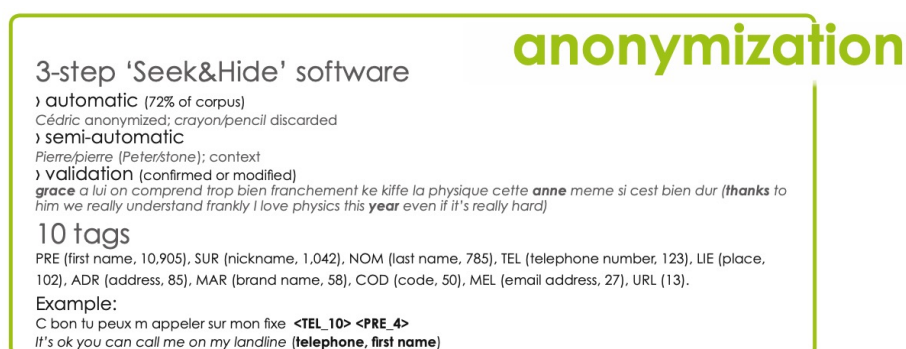 anonymization
3-step ‘Seek&Hide’ software
› automatic (72% of corpus)
Cédric anonymized; crayon/pencil discarded
› semi-automatic
Pierre/pierre (Peter/stone); context
› validation (confirmed or modified)
grace a lui on comprend trop bien franchement ke kiffe la physique cette anne meme si cest bien dur (thanks to
him we really understand frankly I love physics this year even if it’s really hard)
10 tags
PRE (first name, 10,905), SUR (nickname, 1,042), NOM (last name, 785), TEL (telephone number, 123), LIE (place,
102), ADR (address, 85), MAR (brand name, 58), COD (code, 50), MEL (email address, 27), URL (13).
Example:
C bon tu peux m appeler sur mon fixe <TEL_10> <PRE_4>
It’s ok you can call me on my landline (telephone, first name)